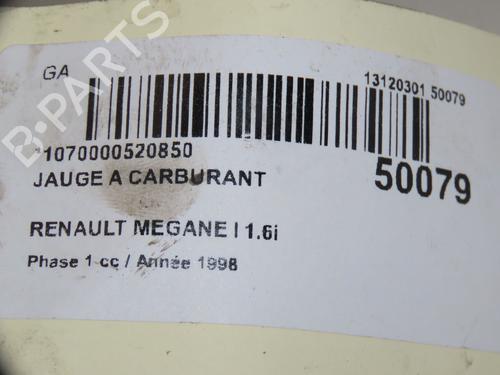 GA
13120301 50079
*1070000520850
50079
JAUGE A CARBURANT
RENAULT MEGANE I 1.6i
Phase 1 cc / Année 1998
B-PARTS